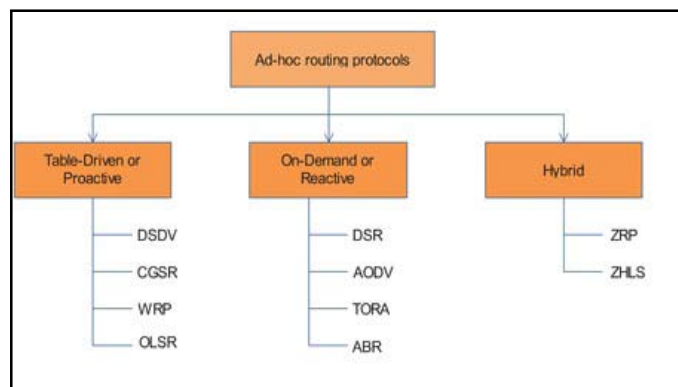 Ad-hoc routing protocols
Table-Driven or
Proactive
DSDV
CGSR
WRP
OLSR
On-Demand or
Reactive
DSR
AODV
TORA
ABR
Hybrid
ZRP
ZHLS